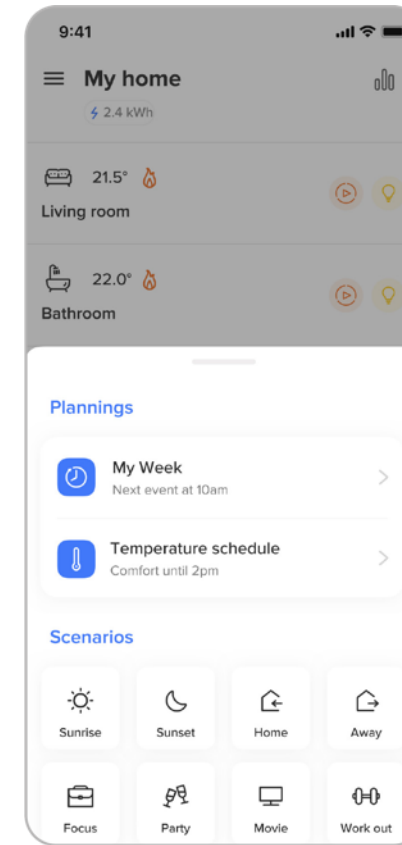 9:41
My home
2.4 kWh
21.5°
Living room
22.0°
Bathroom
Plannings
My Week
Next event at 10am
Temperature schedule
Comfort until 2pm
Scenarios
Sunrise Sunset Home Away
Focus Party Movie Work out